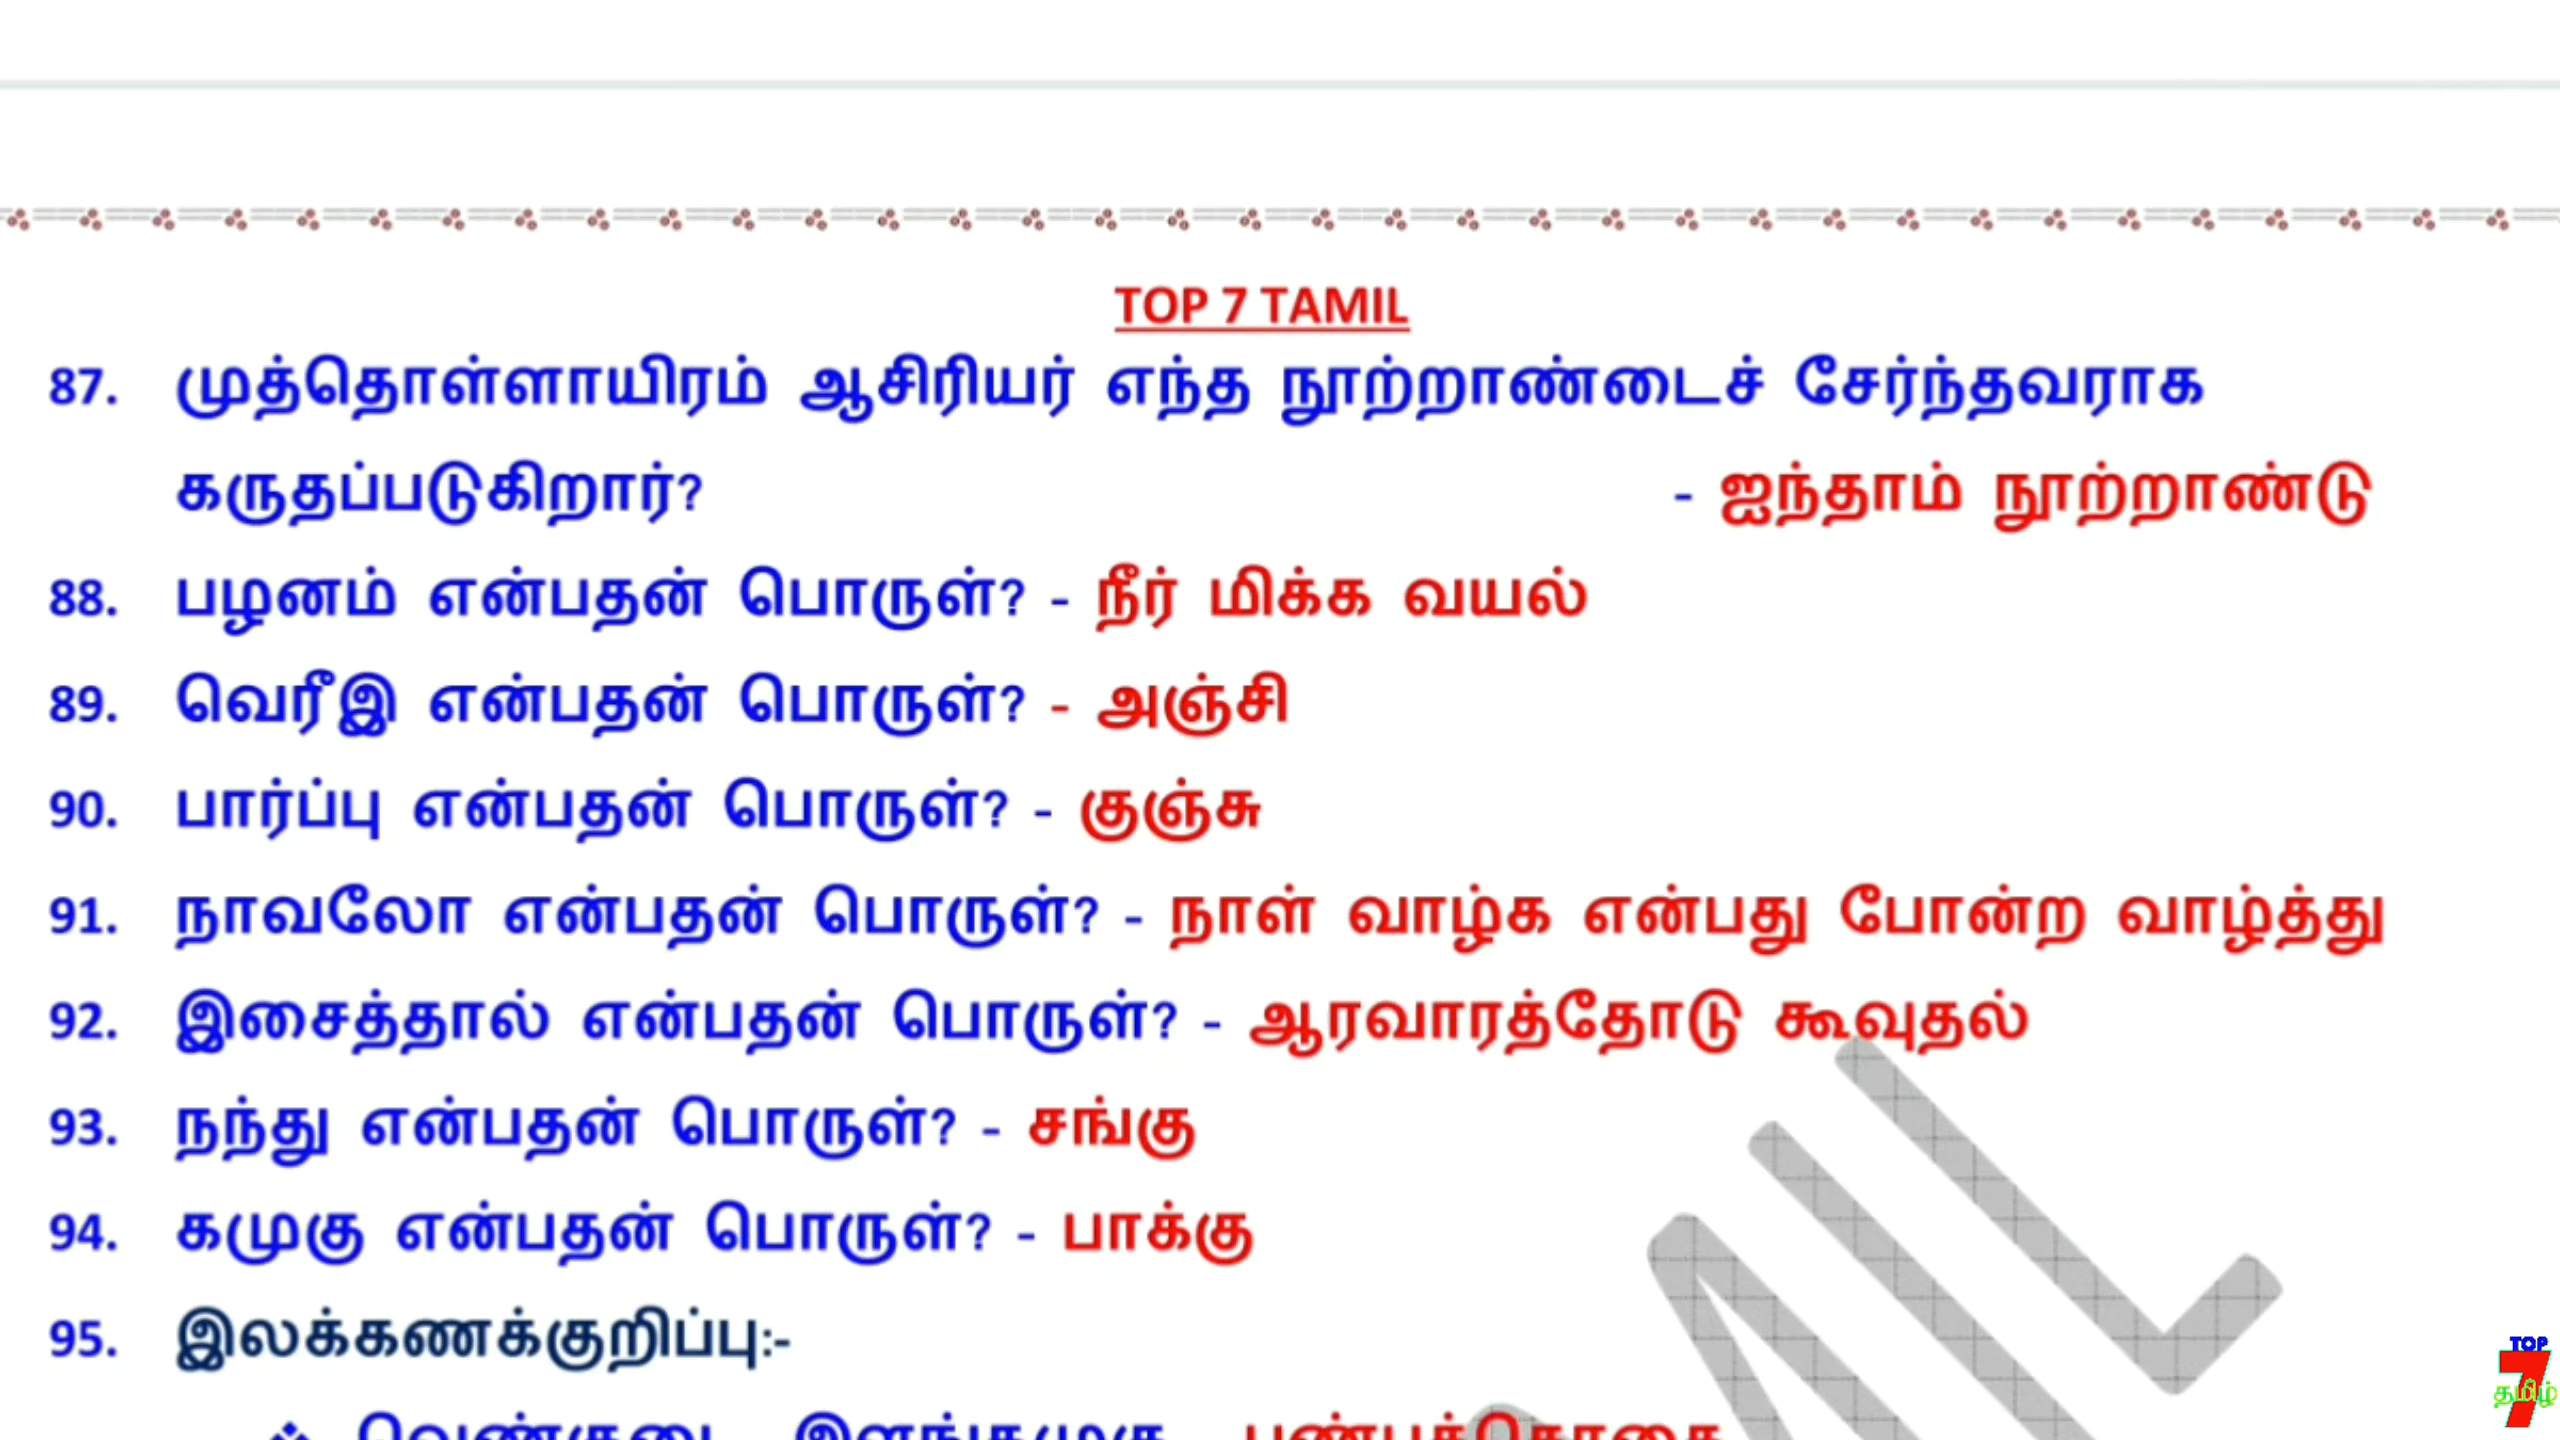 TOP 7 TAMIL
87. முத்தொள்ளாயிரம் ஆசிரியர் எந்த நூற்றாண்டைச் சேர்ந்தவராக
கருதப்படுகிறார்? - ஐந்தாம் நூற்றாண்டு
88. பழனம் என்பதன் பொருள்? - நீர் மிக்க வயல்
89. வெரீஇ என்பதன் பொருள்? - அஞ்சி
90. பார்ப்பு என்பதன் பொருள்? - குஞ்சு
91. நாவலோ என்பதன் பொருள்? - நாள் வாழ்க என்பது போன்ற வாழ்த்து
92. இசைத்தால் என்பதன் பொருள்? - ஆரவாரத்தோடு கூவுதல்
93. நந்து என்பதன் பொருள்? - சங்கு
94. கமுகு என்பதன் பொருள்? - பாக்கு
95. இலக்கணக்குறிப்பு:-
TOP
7
தமிழ்